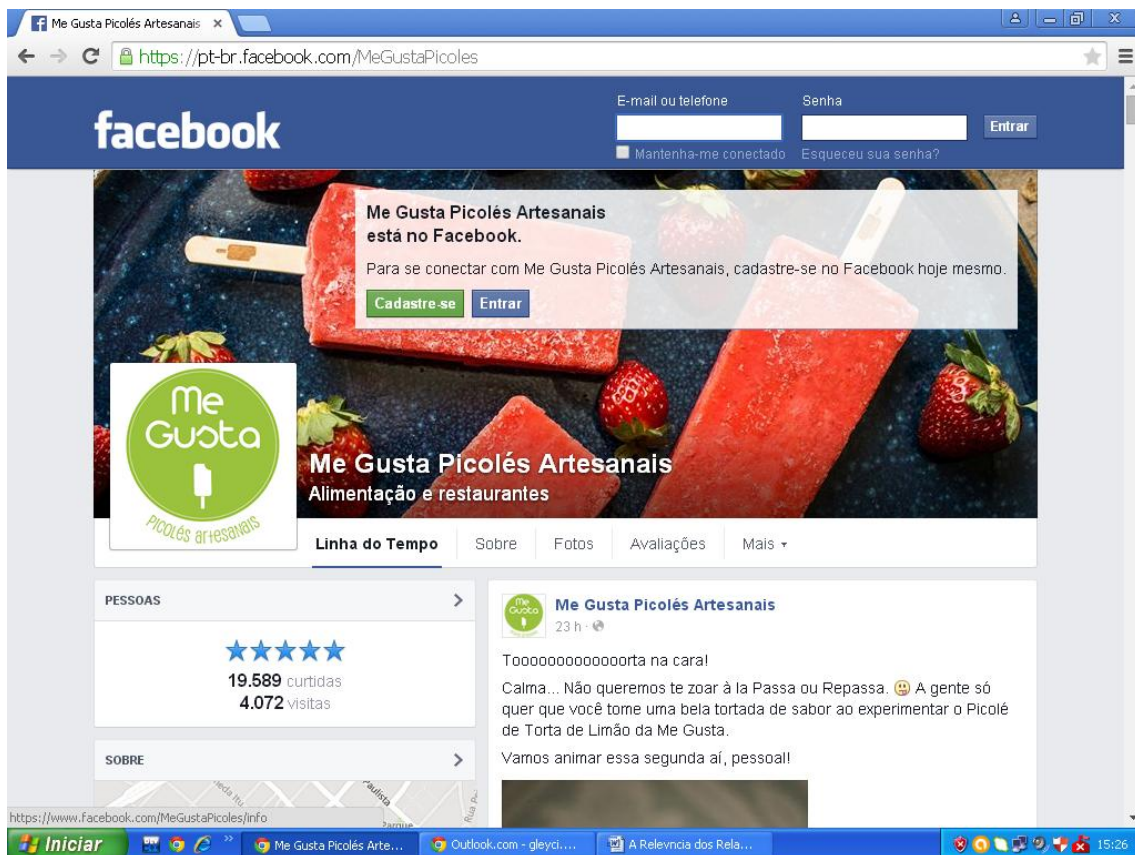 Me Gusta Picolés Artesanais
https://pt-br.facebook.com/MeGustaPicoles
facebook
E-mail ou telefone
Senha
Entrar
Mantenha-me conectado
Esqueceu sua senha?
Me Gusta Picolés Artesanais
está no Facebook.
Para se conectar com Me Gusta Picolés Artesanais, cadastre-se no Facebook hoje mesmo.
Cadastre-se
Entrar
Me
Gusta
Picolés artesanais
Me Gusta Picolés Artesanais
Alimentação e restaurantes
Linha do Tempo
Sobre
Fotos
Avaliações
Mais
PESSOAS
19.589 curtidas
4.072 visitas
SOBRE
Paulista
Me
Gusta
Me Gusta Picolés Artesanais
23 h ·
Tooooooooooooorta na cara!
Calma... Não queremos te zoar à la Passa ou Repassa. A gente só
quer que você tome uma bela tortada de sabor ao experimentar o Picolé
de Torta de Limão da Me Gusta.
Vamos animar essa segunda aí, pessoal!
https://www.facebook.com/MeGustaPicoles/info
Iniciar
Me Gusta Picolés Arte...
Outlook.com - gleyci....
A Relevncia dos Rela...
15:26